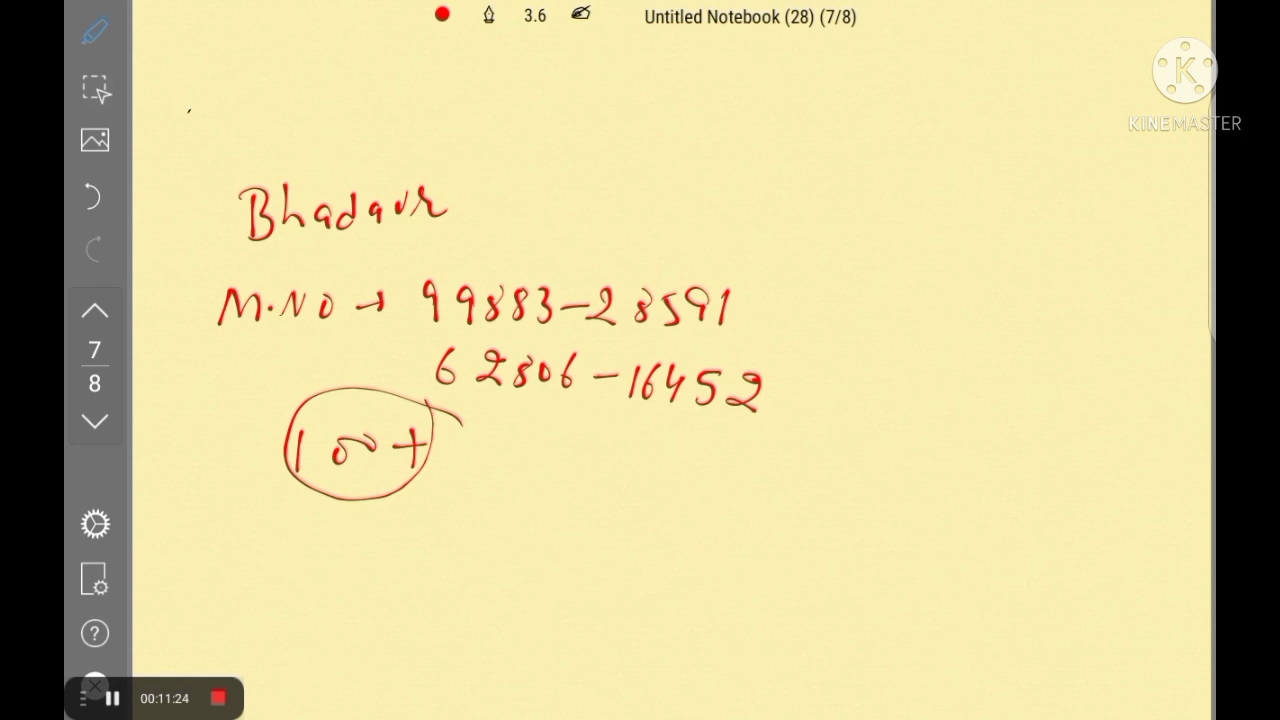 3.6 Untitled Notebook (28) (7/8)
KINEMASTER
Bhadaur
M.NO → 99883-28591
62806-16452
100+
7
8
00:11:24